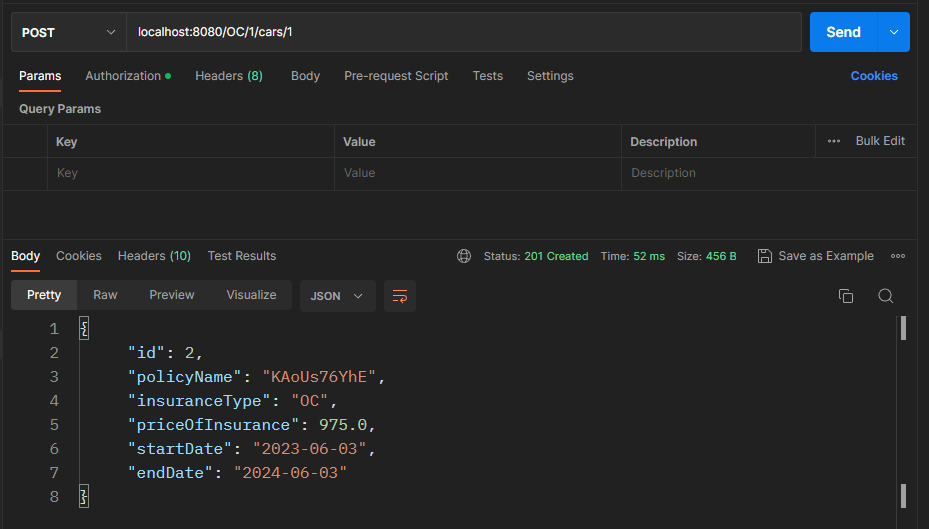 POST localhost:8080/OC/1/cars/1 Send
Params Authorization Headers (8) Body Pre-request Script Tests Settings Cookies
Query Params
Key Value Description ••• Bulk Edit
Key Value Description
Body Cookies Headers (10) Test Results Status: 201 Created Time: 52 ms Size: 456 B Save as Example •••
Pretty Raw Preview Visualize JSON
1 {
2 "id": 2,
3 "policyName": "KAoUs76YhE",
4 "insuranceType": "OC",
5 "priceOfInsurance": 975.0,
6 "startDate": "2023-06-03",
7 "endDate": "2024-06-03"
8 }